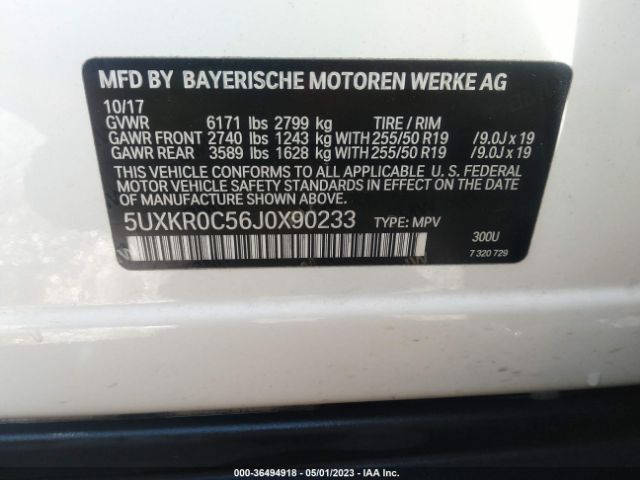 MFD BY BAYERISCHE MOTOREN WERKE AG
10/17
GVWR 6171 lbs 2799 kg TIRE / RIM
GAWR FRONT 2740 lbs 1243 kg WITH 255/50 R19 /9.0J x 19
GAWR REAR 3589 lbs 1628 kg WITH 255/50 R19 /9.0J x 19
THIS VEHICLE CONFORMS TO ALL APPLICABLE U. S. FEDERAL
MOTOR VEHICLE SAFETY STANDARDS IN EFFECT ON THE DATE
OF MANUFACTURE SHOWN ABOVE.
5UXKR0C56J0X90233 TYPE: MPV
300U
7 320 729
000-36494918 - 05/01/2023 - IAA Inc.